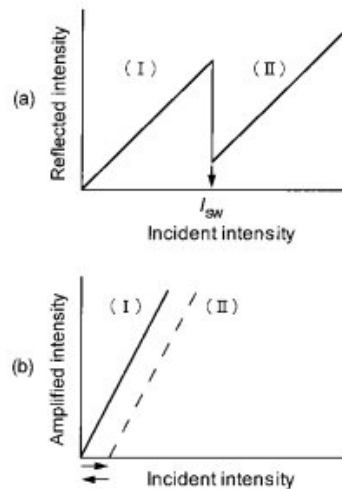 (a)
Reflected intensity
(Ⅰ)
(Ⅱ)
I_sw
Incident intensity
(b)
Amplified intensity
(Ⅰ)
(Ⅱ)
Incident intensity